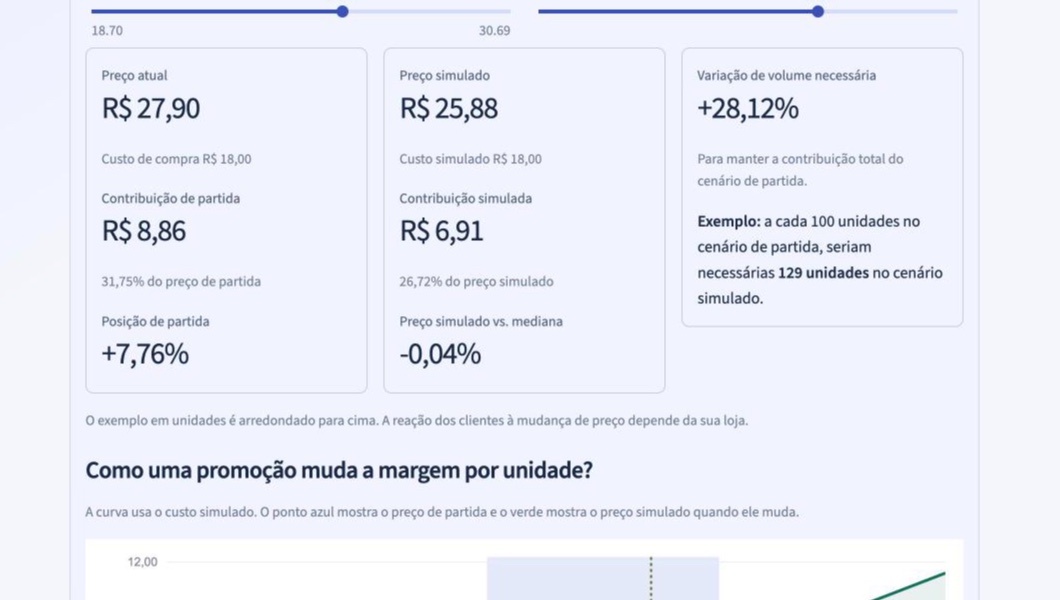 18.70
30.69
Preço atual
R$ 27,90
Custo de compra R$ 18,00
Contribuição de partida
R$ 8,86
31,75% do preço de partida
Posição de partida
+7,76%
Preço simulado
R$ 25,88
Custo simulado R$ 18,00
Contribuição simulada
R$ 6,91
26,72% do preço simulado
Preço simulado vs. mediana
-0,04%
Variação de volume necessária
+28,12%
Para manter a contribuição total do
cenário de partida.
Exemplo: a cada 100 unidades no
cenário de partida, seriam
necessárias 129 unidades no cenário
simulado.
O exemplo em unidades é arredondado para cima. A reação dos clientes à mudança de preço depende da sua loja.
Como uma promoção muda a margem por unidade?
A curva usa o custo simulado. O ponto azul mostra o preço de partida e o verde mostra o preço simulado quando ele muda.
12,00